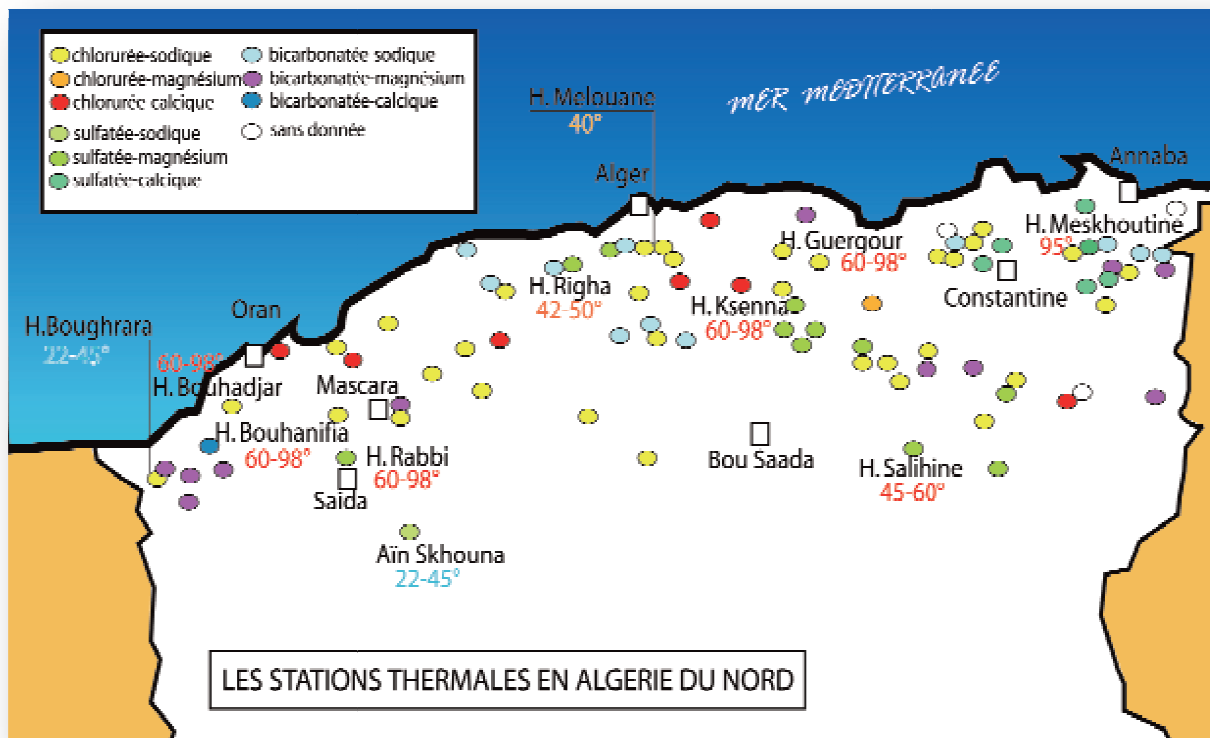 chlorurée-sodique
chlorurée-magnésium
chlorurée calcique
sulfatée-sodique
sulfatée-magnésium
sulfatée-calcique
bicarbonatée sodique
bicarbonatée-magnésium
bicarbonatée-calcique
sans donnée
MER MEDITERRANEE
H. Melouane
40°
Alger
Annaba
H. Meskhoutine
95°
H. Guergour
60-98°
Constantine
H. Righa
42-50°
H. Ksenna
60-98°
Oran
H.Boughrara
22-45°
60-98°
H. Bouhadjar
Mascara
H. Bouhanifia
60-98°
H. Rabbi
60-98°
Saida
Bou Saada
H. Salihine
45-60°
Aïn Skhouna
22-45°
LES STATIONS THERMALES EN ALGERIE DU NORD